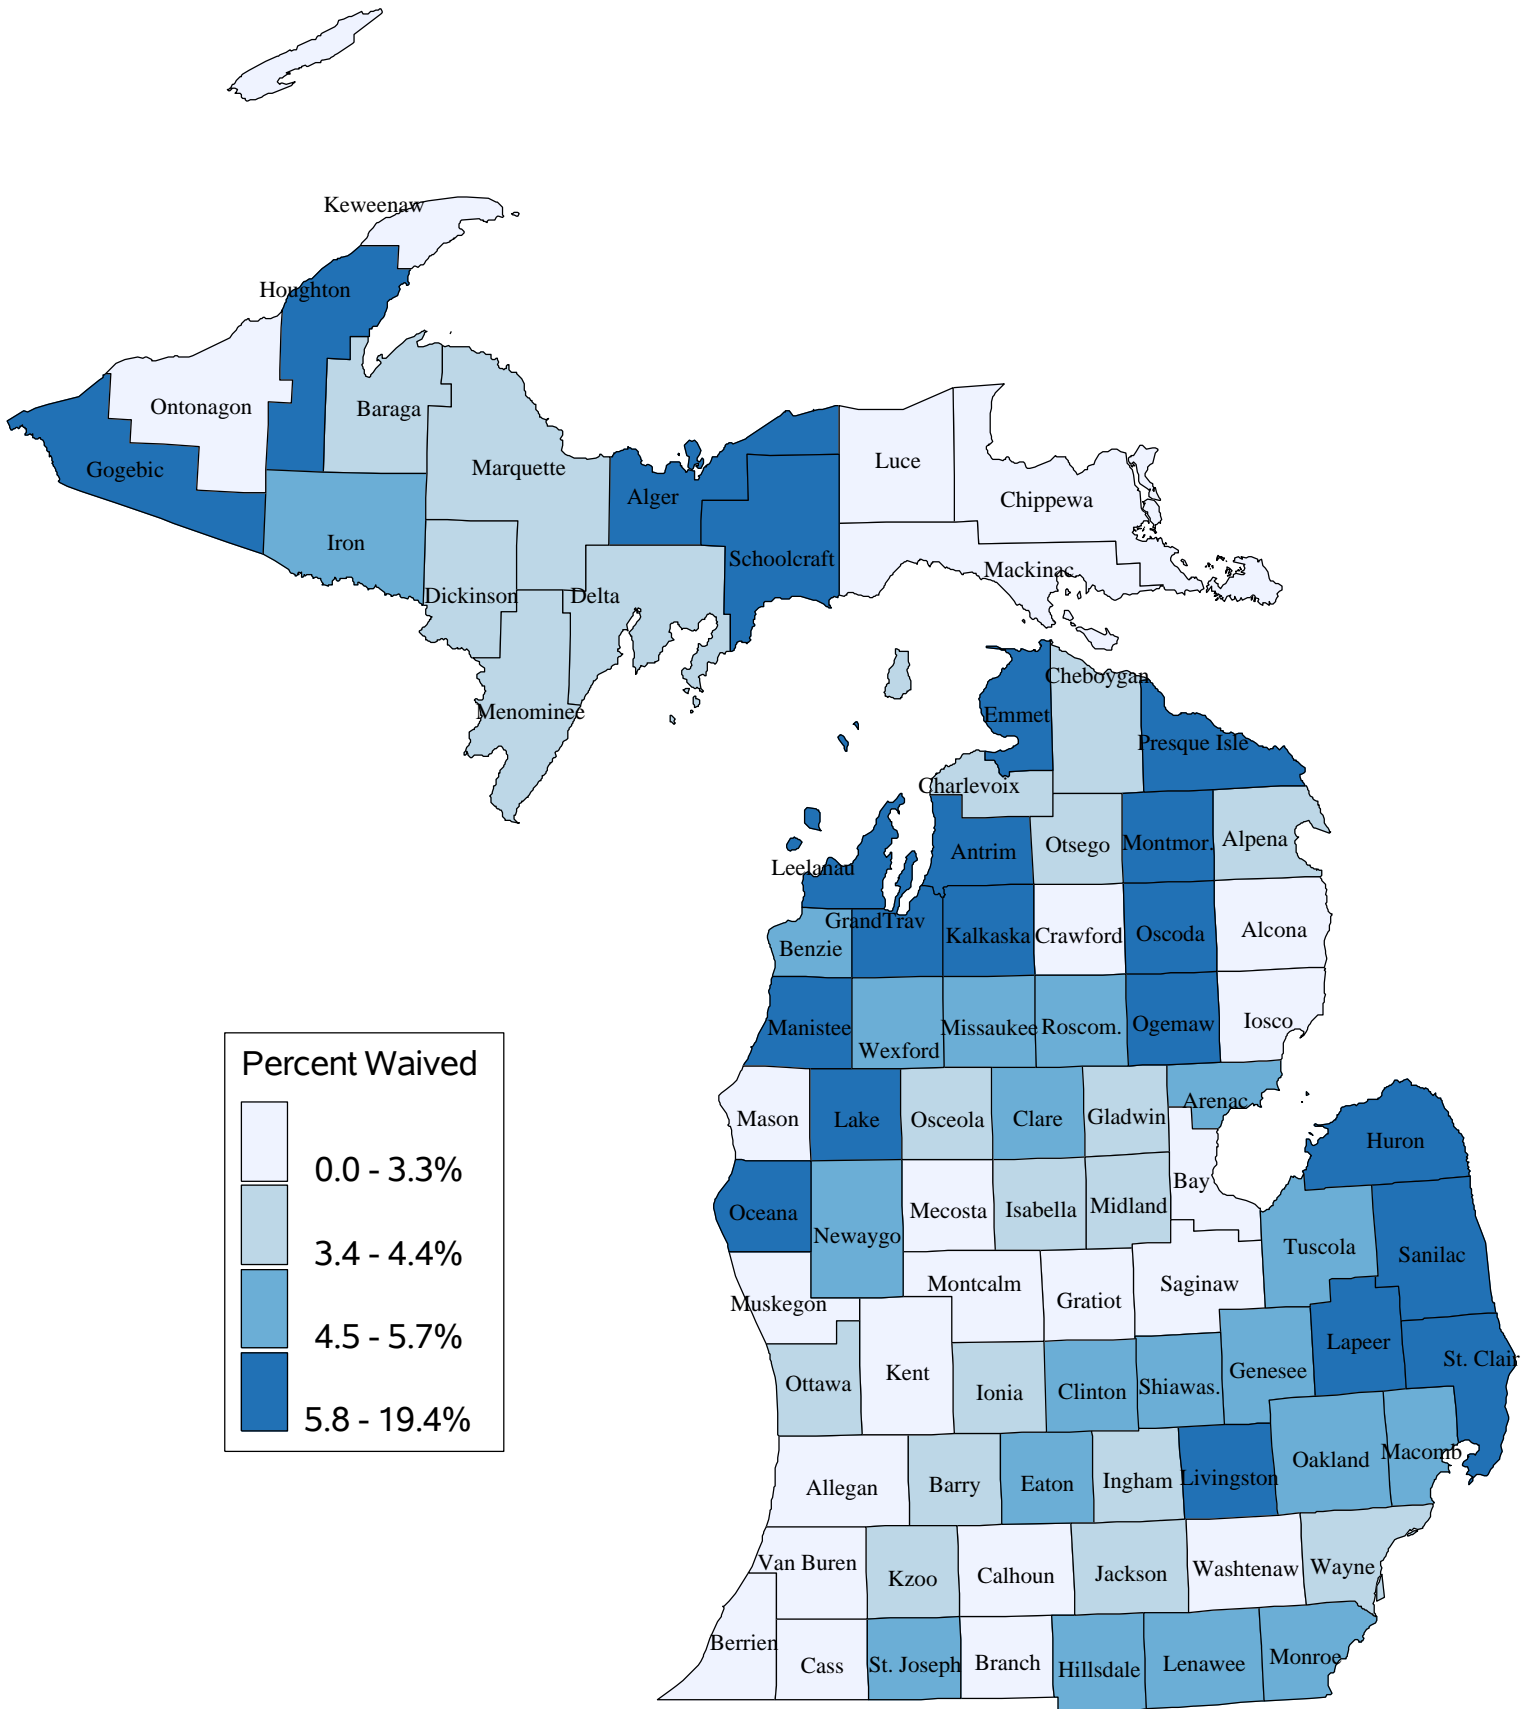 Keweenaw
Houghton
Ontonagon
Baraga
Gogebic
Marquette
Luce
Alger
Chippewa
Iron
Schoolcraft
Mackinac
Dickinson
Delta
Menominee
Cheboygan
Emmet
Presque Isle
Charlevoix
Antrim
Otsego
Montmor.
Alpena
Leelanau
GrandTrav
Benzie
Kalkaska
Crawford
Oscoda
Alcona
Manistee
Wexford
Missaukee
Roscom.
Ogemaw
Iosco
Percent Waived
0.0 - 3.3%
3.4 - 4.4%
4.5 - 5.7%
5.8 - 19.4%
Mason
Lake
Osceola
Clare
Gladwin
Arenac
Huron
Bay
Oceana
Newaygo
Mecosta
Isabella
Midland
Tuscola
Sanilac
Muskegon
Montcalm
Gratiot
Saginaw
Lapeer
St. Clair
Ottawa
Kent
Ionia
Clinton
Shiawas.
Genesee
Allegan
Barry
Eaton
Ingham
Livingston
Oakland
Macomb
Van Buren
Kzoo
Calhoun
Jackson
Washtenaw
Wayne
Berrien
Cass
St. Joseph
Branch
Hillsdale
Lenawee
Monroe